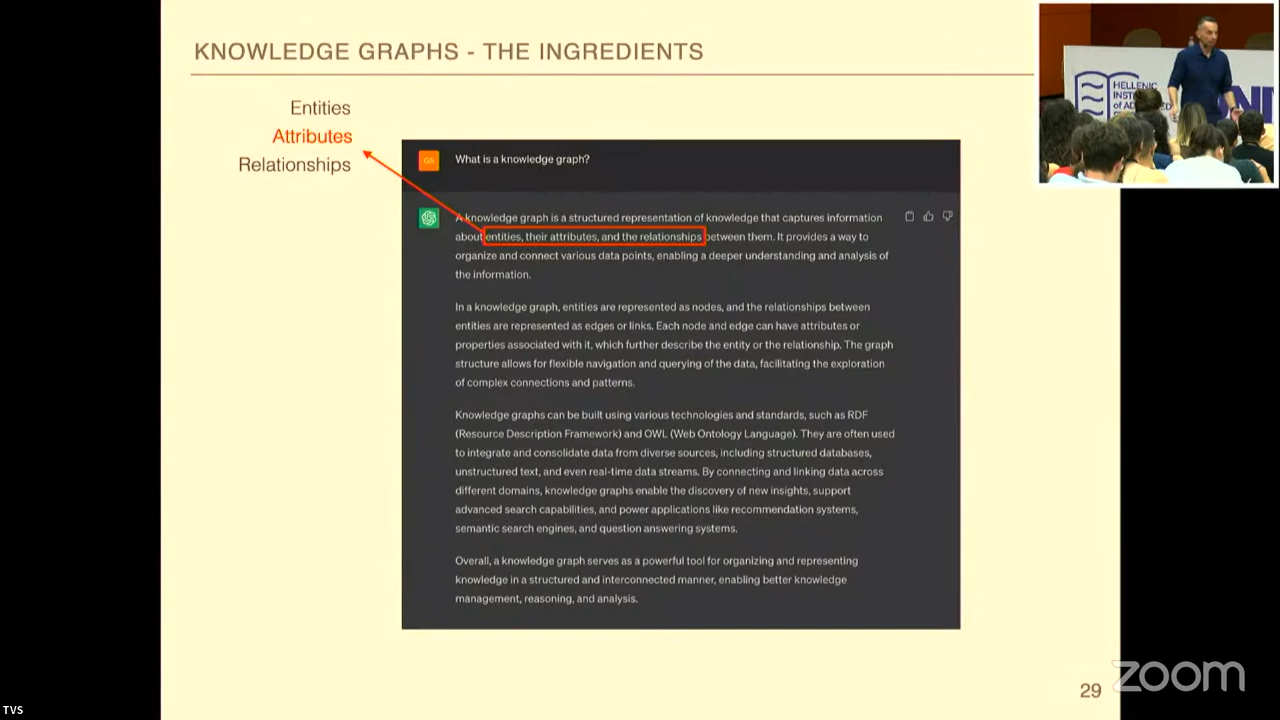 KNOWLEDGE GRAPHS - THE INGREDIENTS
Entities
Attributes
Relationships
GS
What is a knowledge graph?
A knowledge graph is a structured representation of knowledge that captures information
about entities, their attributes, and the relationships between them. It provides a way to
organize and connect various data points, enabling a deeper understanding and analysis of
the information.
In a knowledge graph, entities are represented as nodes, and the relationships between
entities are represented as edges or links. Each node and edge can have attributes or
properties associated with it, which further describe the entity or the relationship. The graph
structure allows for flexible navigation and querying of the data, facilitating the exploration
of complex connections and patterns.
Knowledge graphs can be built using various technologies and standards, such as RDF
(Resource Description Framework) and OWL (Web Ontology Language). They are often used
to integrate and consolidate data from diverse sources, including structured databases,
unstructured text, and even real-time data streams. By connecting and linking data across
different domains, knowledge graphs enable the discovery of new insights, support
advanced search capabilities, and power applications like recommendation systems,
semantic search engines, and question answering systems.
Overall, a knowledge graph serves as a powerful tool for organizing and representing
knowledge in a structured and interconnected manner, enabling better knowledge
management, reasoning, and analysis.
HELLENIC
of
29
zoom
TVS